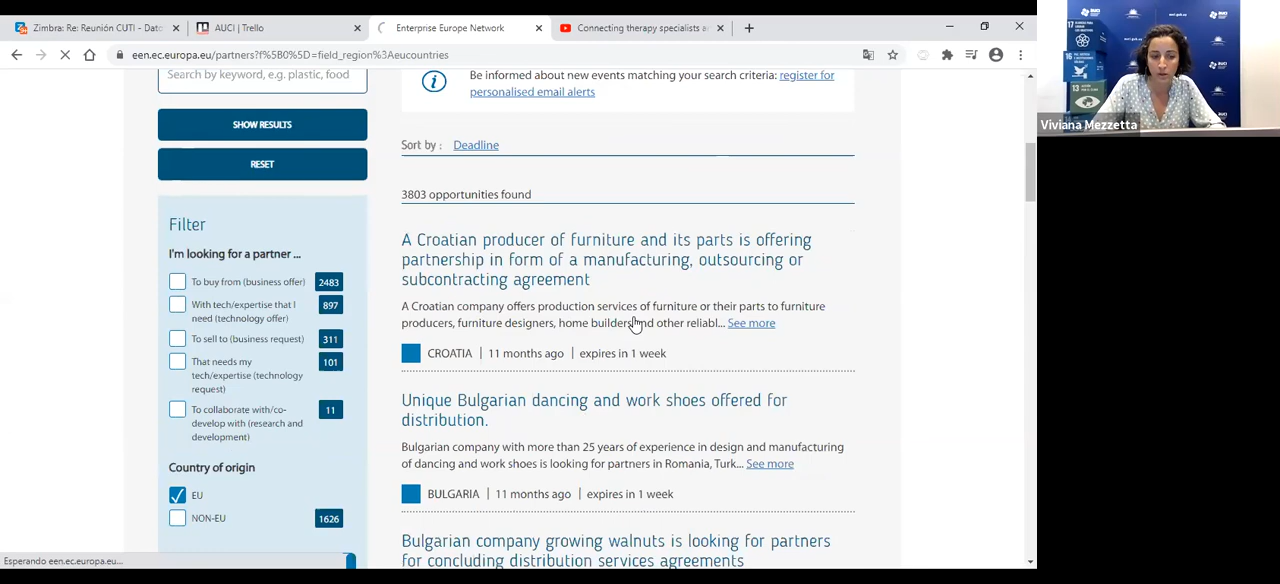 Zimbra: Re: Reunión CUTI - Dato
AUCI | Trello
Enterprise Europe Network
Connecting therapy specialists a
een.ec.europa.eu/partners?f%5B0%5D=field_region%3Aeucountries
Viviana Mezzetta
Search by keyword, e.g. plastic, food
SHOW RESULTS
RESET
Filter
I'm looking for a partner ...
To buy from (business offer) 2483
With tech/expertise that I 897
need (technology offer)
To sell to (business request) 311
That needs my 101
tech/expertise (technology
request)
To collaborate with/co- 11
develop with (research and
development)
Country of origin
EU
NON-EU 1626
Be informed about new events matching your search criteria: register for
personalised email alerts
Sort by : Deadline
3803 opportunities found
A Croatian producer of furniture and its parts is offering
partnership in form of a manufacturing, outsourcing or
subcontracting agreement
A Croatian company offers production services of furniture or their parts to furniture
producers, furniture designers, home builders and other reliabl... See more
CROATIA | 11 months ago | expires in 1 week
Unique Bulgarian dancing and work shoes offered for
distribution.
Bulgarian company with more than 25 years of experience in design and manufacturing
of dancing and work shoes is looking for partners in Romania, Turk... See more
BULGARIA | 11 months ago | expires in 1 week
Bulgarian company growing walnuts is looking for partners
for concluding distribution services agreements
Esperando een.ec.europa.eu...